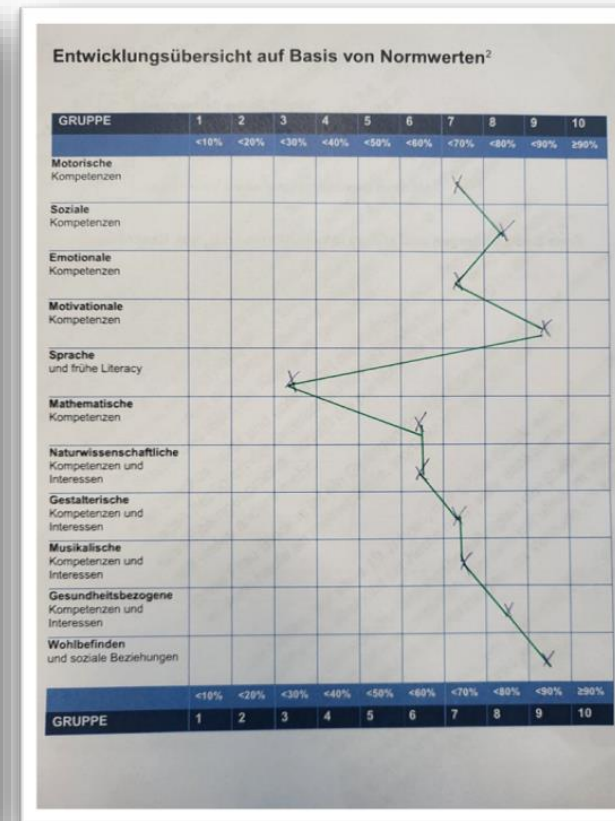 Entwicklungsübersicht auf Basis von Normwerten²
GRUPPE 1 2 3 4 5 6 7 8 9 10
<10% <20% <30% <40% <50% <60% <70% <80% <90% ≥90%
Motorische
Kompetenzen
Soziale
Kompetenzen
Emotionale
Kompetenzen
Motivationale
Kompetenzen
Sprache
und frühe Literacy
Mathematische
Kompetenzen
Naturwissenschaftliche
Kompetenzen und
Interessen
Gestalterische
Kompetenzen und
Interessen
Musikalische
Kompetenzen und
Interessen
Gesundheitsbezogene
Kompetenzen und
Interessen
Wohlbefinden
und soziale Beziehungen
<10% <20% <30% <40% <50% <60% <70% <80% <90% ≥90%
GRUPPE 1 2 3 4 5 6 7 8 9 10